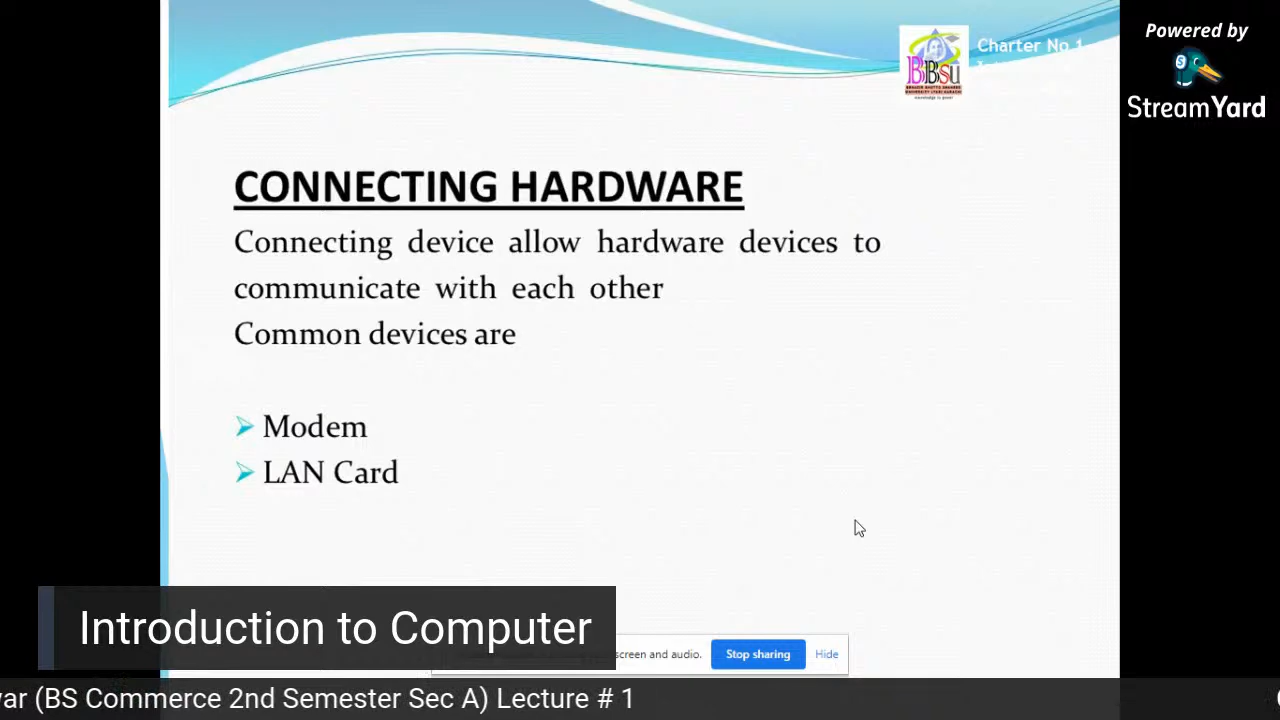 Powered by
StreamYard
Charter No.1
BBSU
CONNECTING HARDWARE
Connecting device allow hardware devices to
communicate with each other
Common devices are
Modem
LAN Card
Introduction to Computer
screen and audio.
Stop sharing
Hide
(BS Commerce 2nd Semester Sec A) Lecture # 1